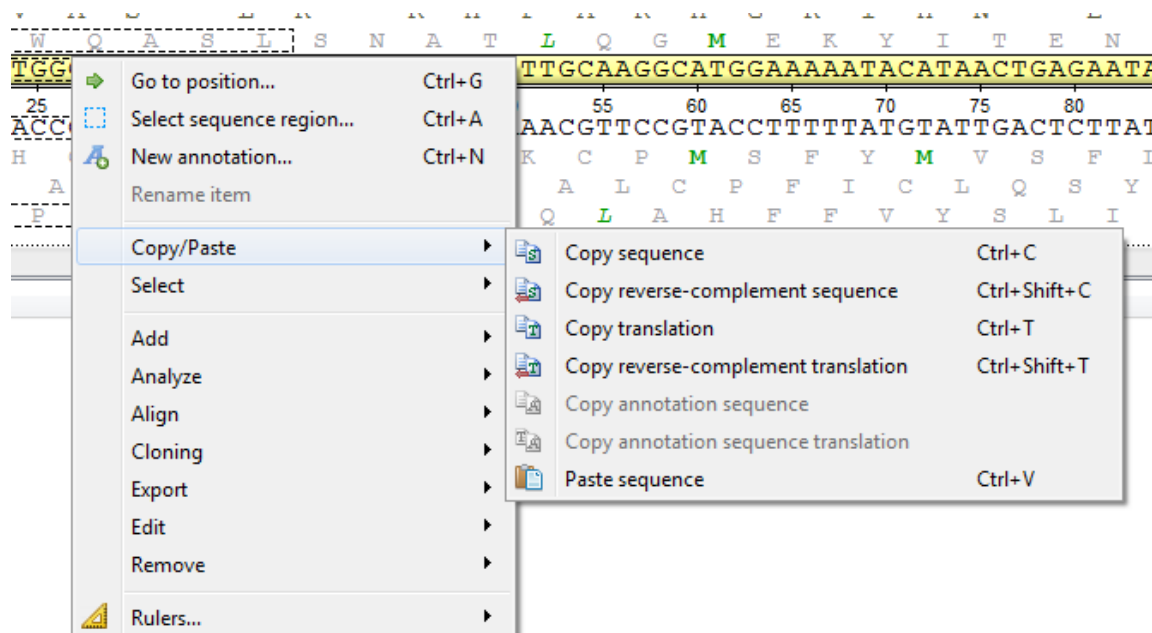 W Q A S L S N A T L Q G M E K Y I T E N
TGG TTGCAAGGCATGGAAAAATACATAACTGAGAATA
25 55 60 65 70 75 80
ACC AACGTTCCGTACCTTTTTATGTATTGACTCTTAT
H K C P M S F Y M V S F I
A A L C P F I C L Q S Y
P Q L A H F F V Y S L I
Go to position... Ctrl+G
Select sequence region... Ctrl+A
New annotation... Ctrl+N
Rename item
Copy/Paste
Select
Add
Analyze
Align
Cloning
Export
Edit
Remove
Rulers...
Copy sequence Ctrl+C
Copy reverse-complement sequence Ctrl+Shift+C
Copy translation Ctrl+T
Copy reverse-complement translation Ctrl+Shift+T
Copy annotation sequence
Copy annotation sequence translation
Paste sequence Ctrl+V